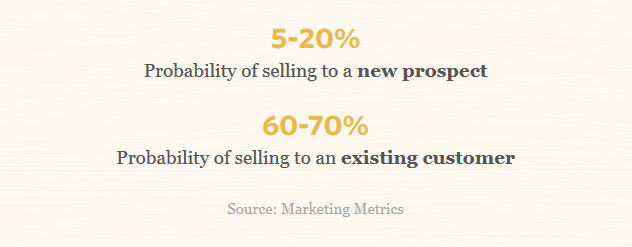 5-20%
Probability of selling to a new prospect
60-70%
Probability of selling to an existing customer
Source: Marketing Metrics